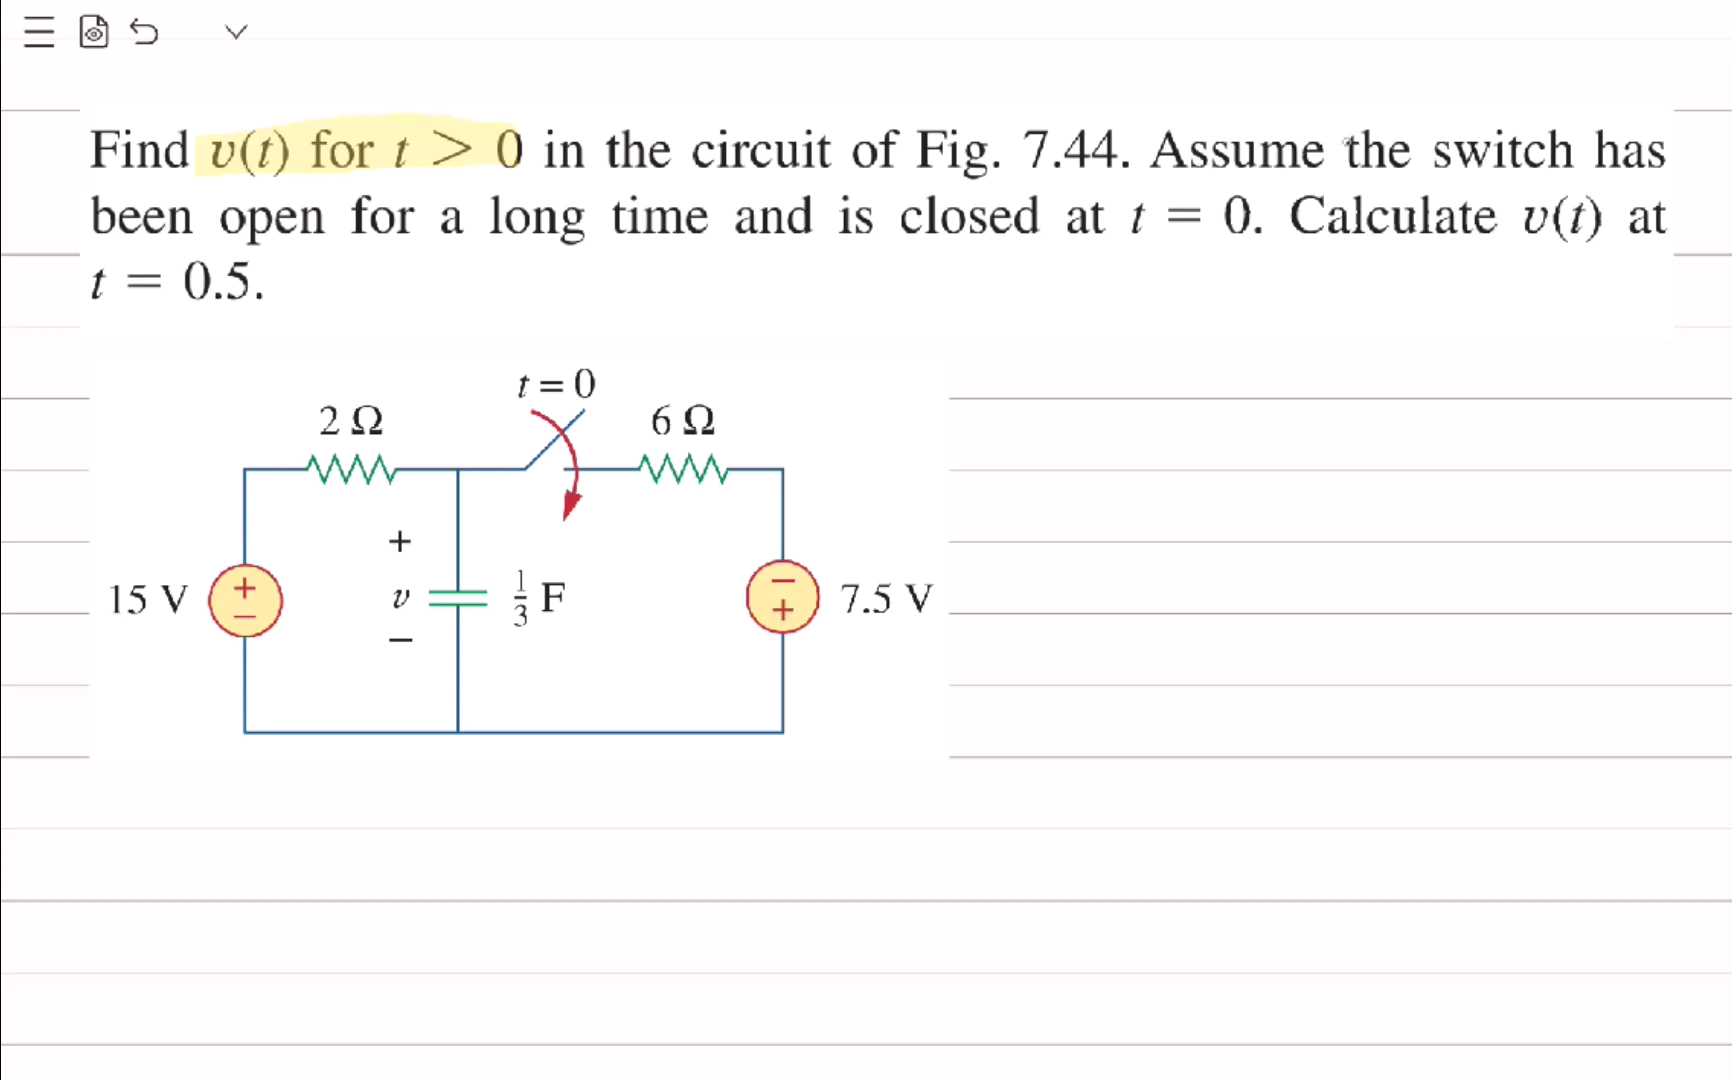 Find v(t) for t > 0 in the circuit of Fig. 7.44. Assume the switch has
been open for a long time and is closed at t = 0. Calculate v(t) at
t = 0.5.
t = 0
2 Ω
6 Ω
+
15 V
+
−
v
1/3 F
−
+
7.5 V
−